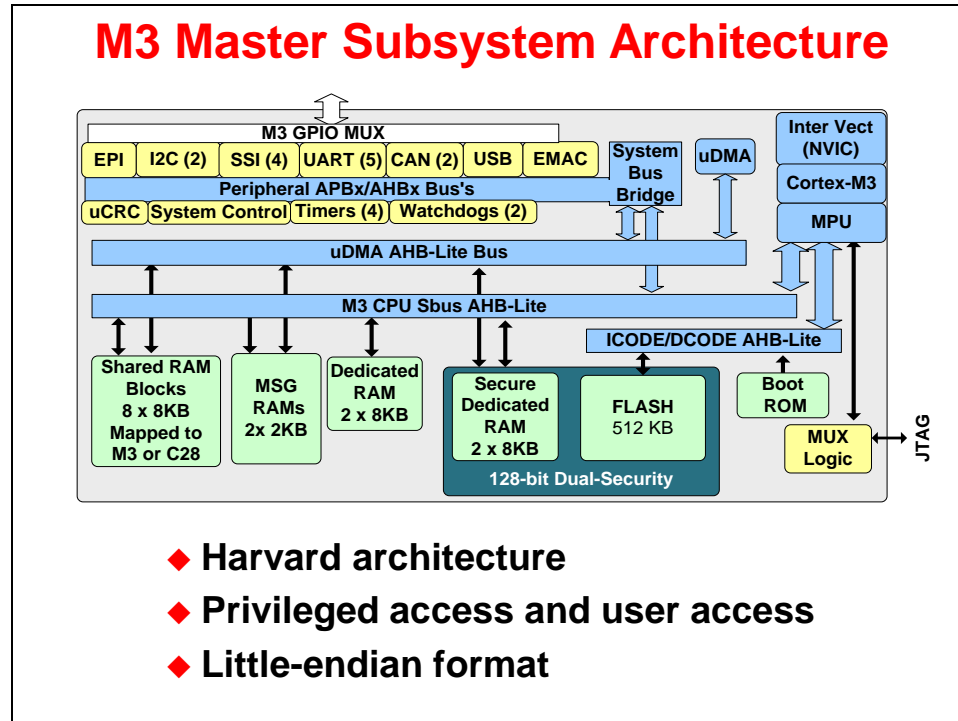 M3 Master Subsystem Architecture
M3 GPIO MUX
EPI
I2C (2)
SSI (4)
UART (5)
CAN (2)
USB
EMAC
System
Bus
Bridge
uDMA
Inter Vect
(NVIC)
Cortex-M3
MPU
Peripheral APBx/AHBx Bus's
uCRC
System Control
Timers (4)
Watchdogs (2)
uDMA AHB-Lite Bus
M3 CPU Sbus AHB-Lite
ICODE/DCODE AHB-Lite
Shared RAM
Blocks
8 x 8KB
Mapped to
M3 or C28
MSG
RAMs
2x 2KB
Dedicated
RAM
2 x 8KB
Secure
Dedicated
RAM
2 x 8KB
FLASH
512 KB
128-bit Dual-Security
Boot
ROM
MUX
Logic
JTAG
Harvard architecture
Privileged access and user access
Little-endian format